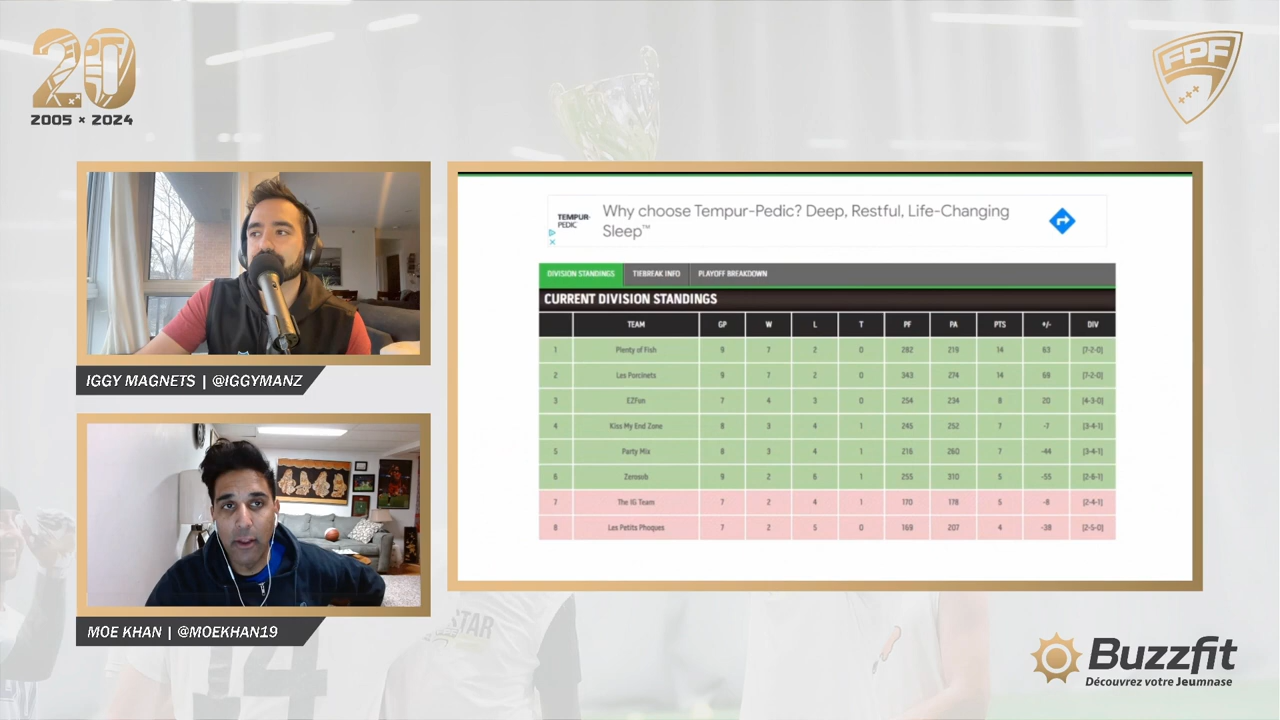 20
2005 × 2024
FPF
IGGY MAGNETS | @IGGYMANZ
MOE KHAN | @MOEKHAN19
TEMPUR-PEDIC
Why choose Tempur-Pedic? Deep, Restful, Life-Changing
Sleep™
DIVISION STANDINGS TIEBREAK INFO PLAYOFF BREAKDOWN
CURRENT DIVISION STANDINGS
TEAM GP W L T PF PA PTS +/- DIV
1 Plenty of Fish 9 7 2 0 282 219 14 63 [7-2-0]
2 Les Porcinets 9 7 2 0 343 274 14 69 [7-2-0]
3 EZFun 7 4 3 0 254 234 8 20 [4-3-0]
4 Kiss My End Zone 8 3 4 1 245 252 7 -7 [3-4-1]
5 Party Mix 8 3 4 1 216 260 7 -44 [3-4-1]
6 Zerosob 9 2 6 1 255 310 5 -55 [2-6-1]
7 The IG Team 7 2 4 1 170 178 5 -8 [2-4-1]
8 Les Petits Phoques 7 2 5 0 169 207 4 -38 [2-5-0]
STAR
14
Buzzfit
Découvrez votre Jeumnase